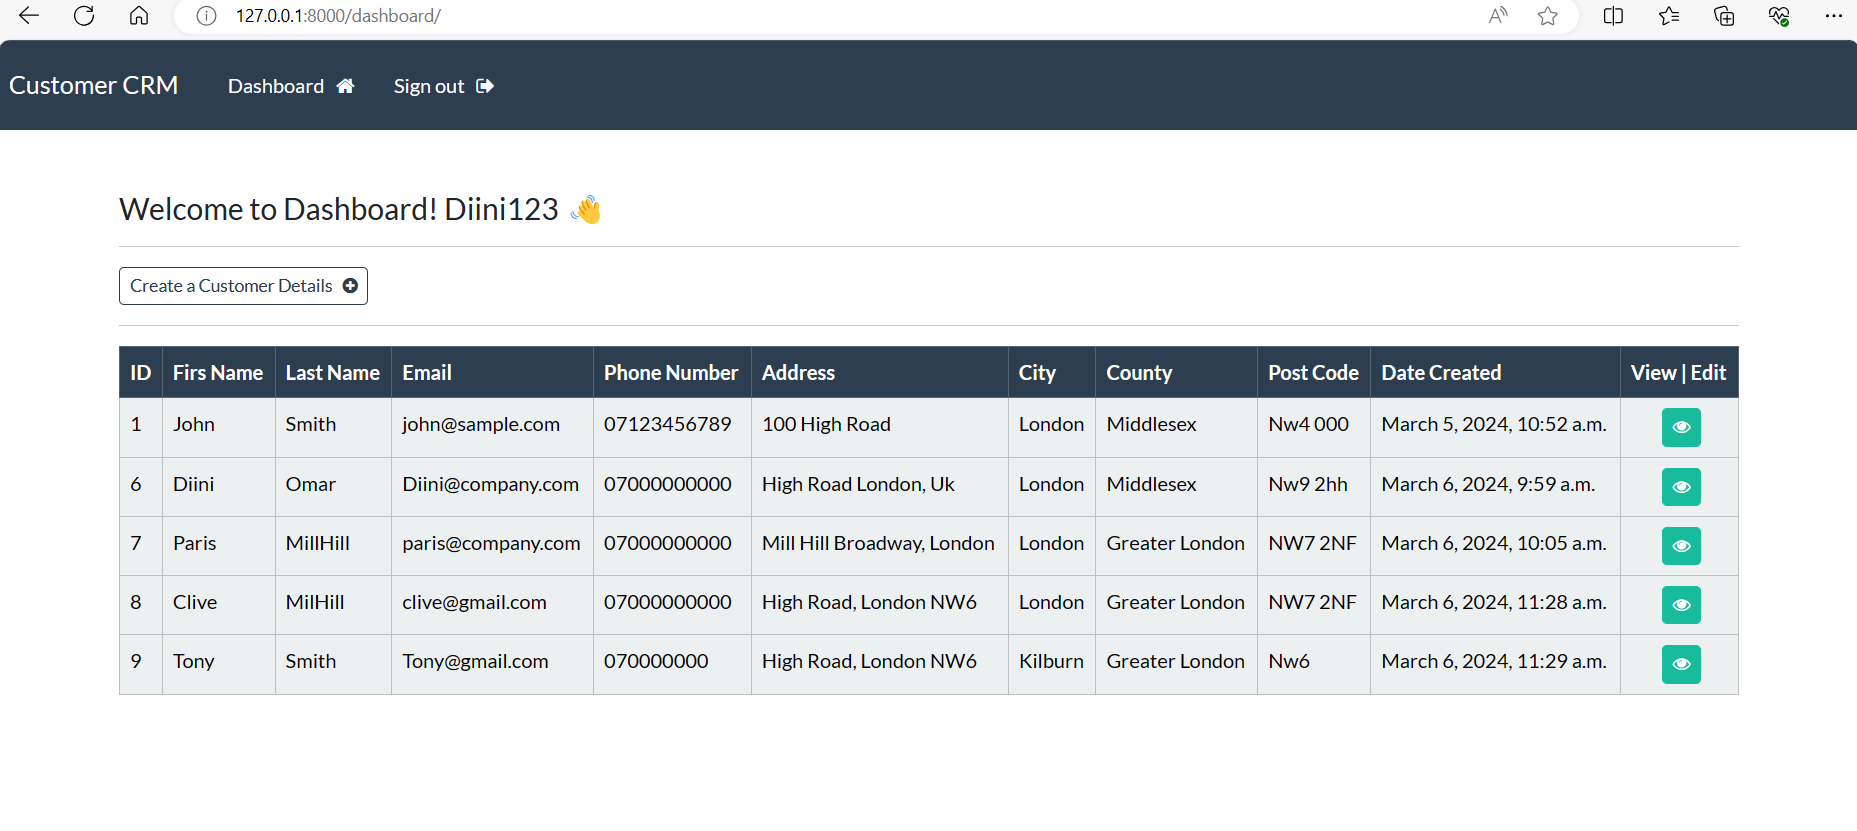 127.0.0.1:8000/dashboard/
Customer CRM Dashboard Sign out
Welcome to Dashboard! Diini123 👋
Create a Customer Details
ID Firs Name Last Name Email Phone Number Address City County Post Code Date Created View | Edit
1 John Smith john@sample.com 07123456789 100 High Road London Middlesex Nw4 000 March 5, 2024, 10:52 a.m.
6 Diini Omar Diini@company.com 07000000000 High Road London, Uk London Middlesex Nw9 2hh March 6, 2024, 9:59 a.m.
7 Paris MillHill paris@company.com 07000000000 Mill Hill Broadway, London London Greater London NW7 2NF March 6, 2024, 10:05 a.m.
8 Clive MilHill clive@gmail.com 07000000000 High Road, London NW6 London Greater London NW7 2NF March 6, 2024, 11:28 a.m.
9 Tony Smith Tony@gmail.com 070000000 High Road, London NW6 Kilburn Greater London Nw6 March 6, 2024, 11:29 a.m.